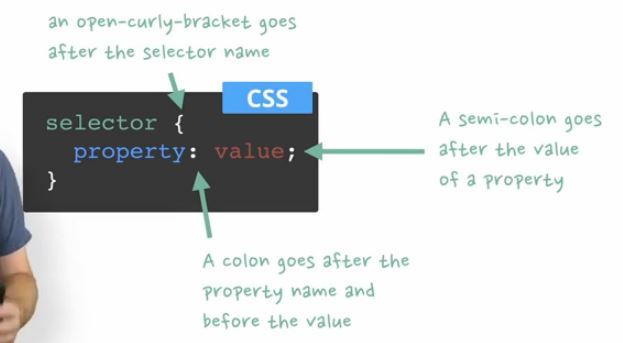 an open-curly-bracket goes
after the selector name
CSS
selector {
property: value;
}
A semi-colon goes
after the value
of a property
A colon goes after the
property name and
before the value